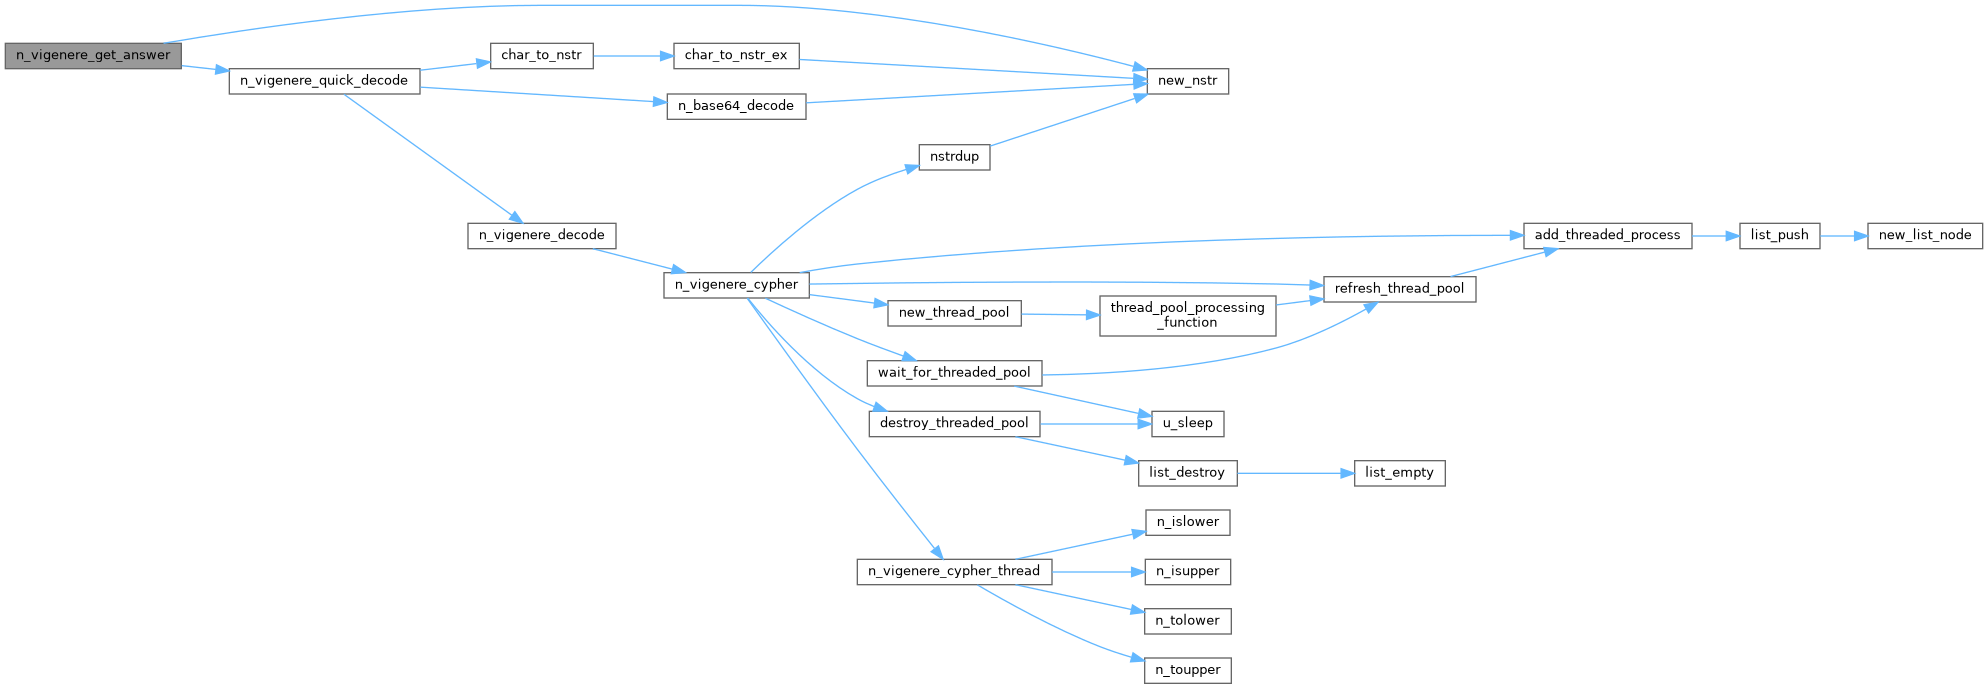 n_vigenere_get_answer
n_vigenere_quick_decode
char_to_nstr
char_to_nstr_ex
new_nstr
n_base64_decode
nstrdup
n_vigenere_decode
n_vigenere_cypher
add_threaded_process
list_push
new_list_node
refresh_thread_pool
new_thread_pool
thread_pool_processing
_function
wait_for_threaded_pool
destroy_threaded_pool
u_sleep
list_destroy
list_empty
n_vigenere_cypher_thread
n_islower
n_isupper
n_tolower
n_toupper